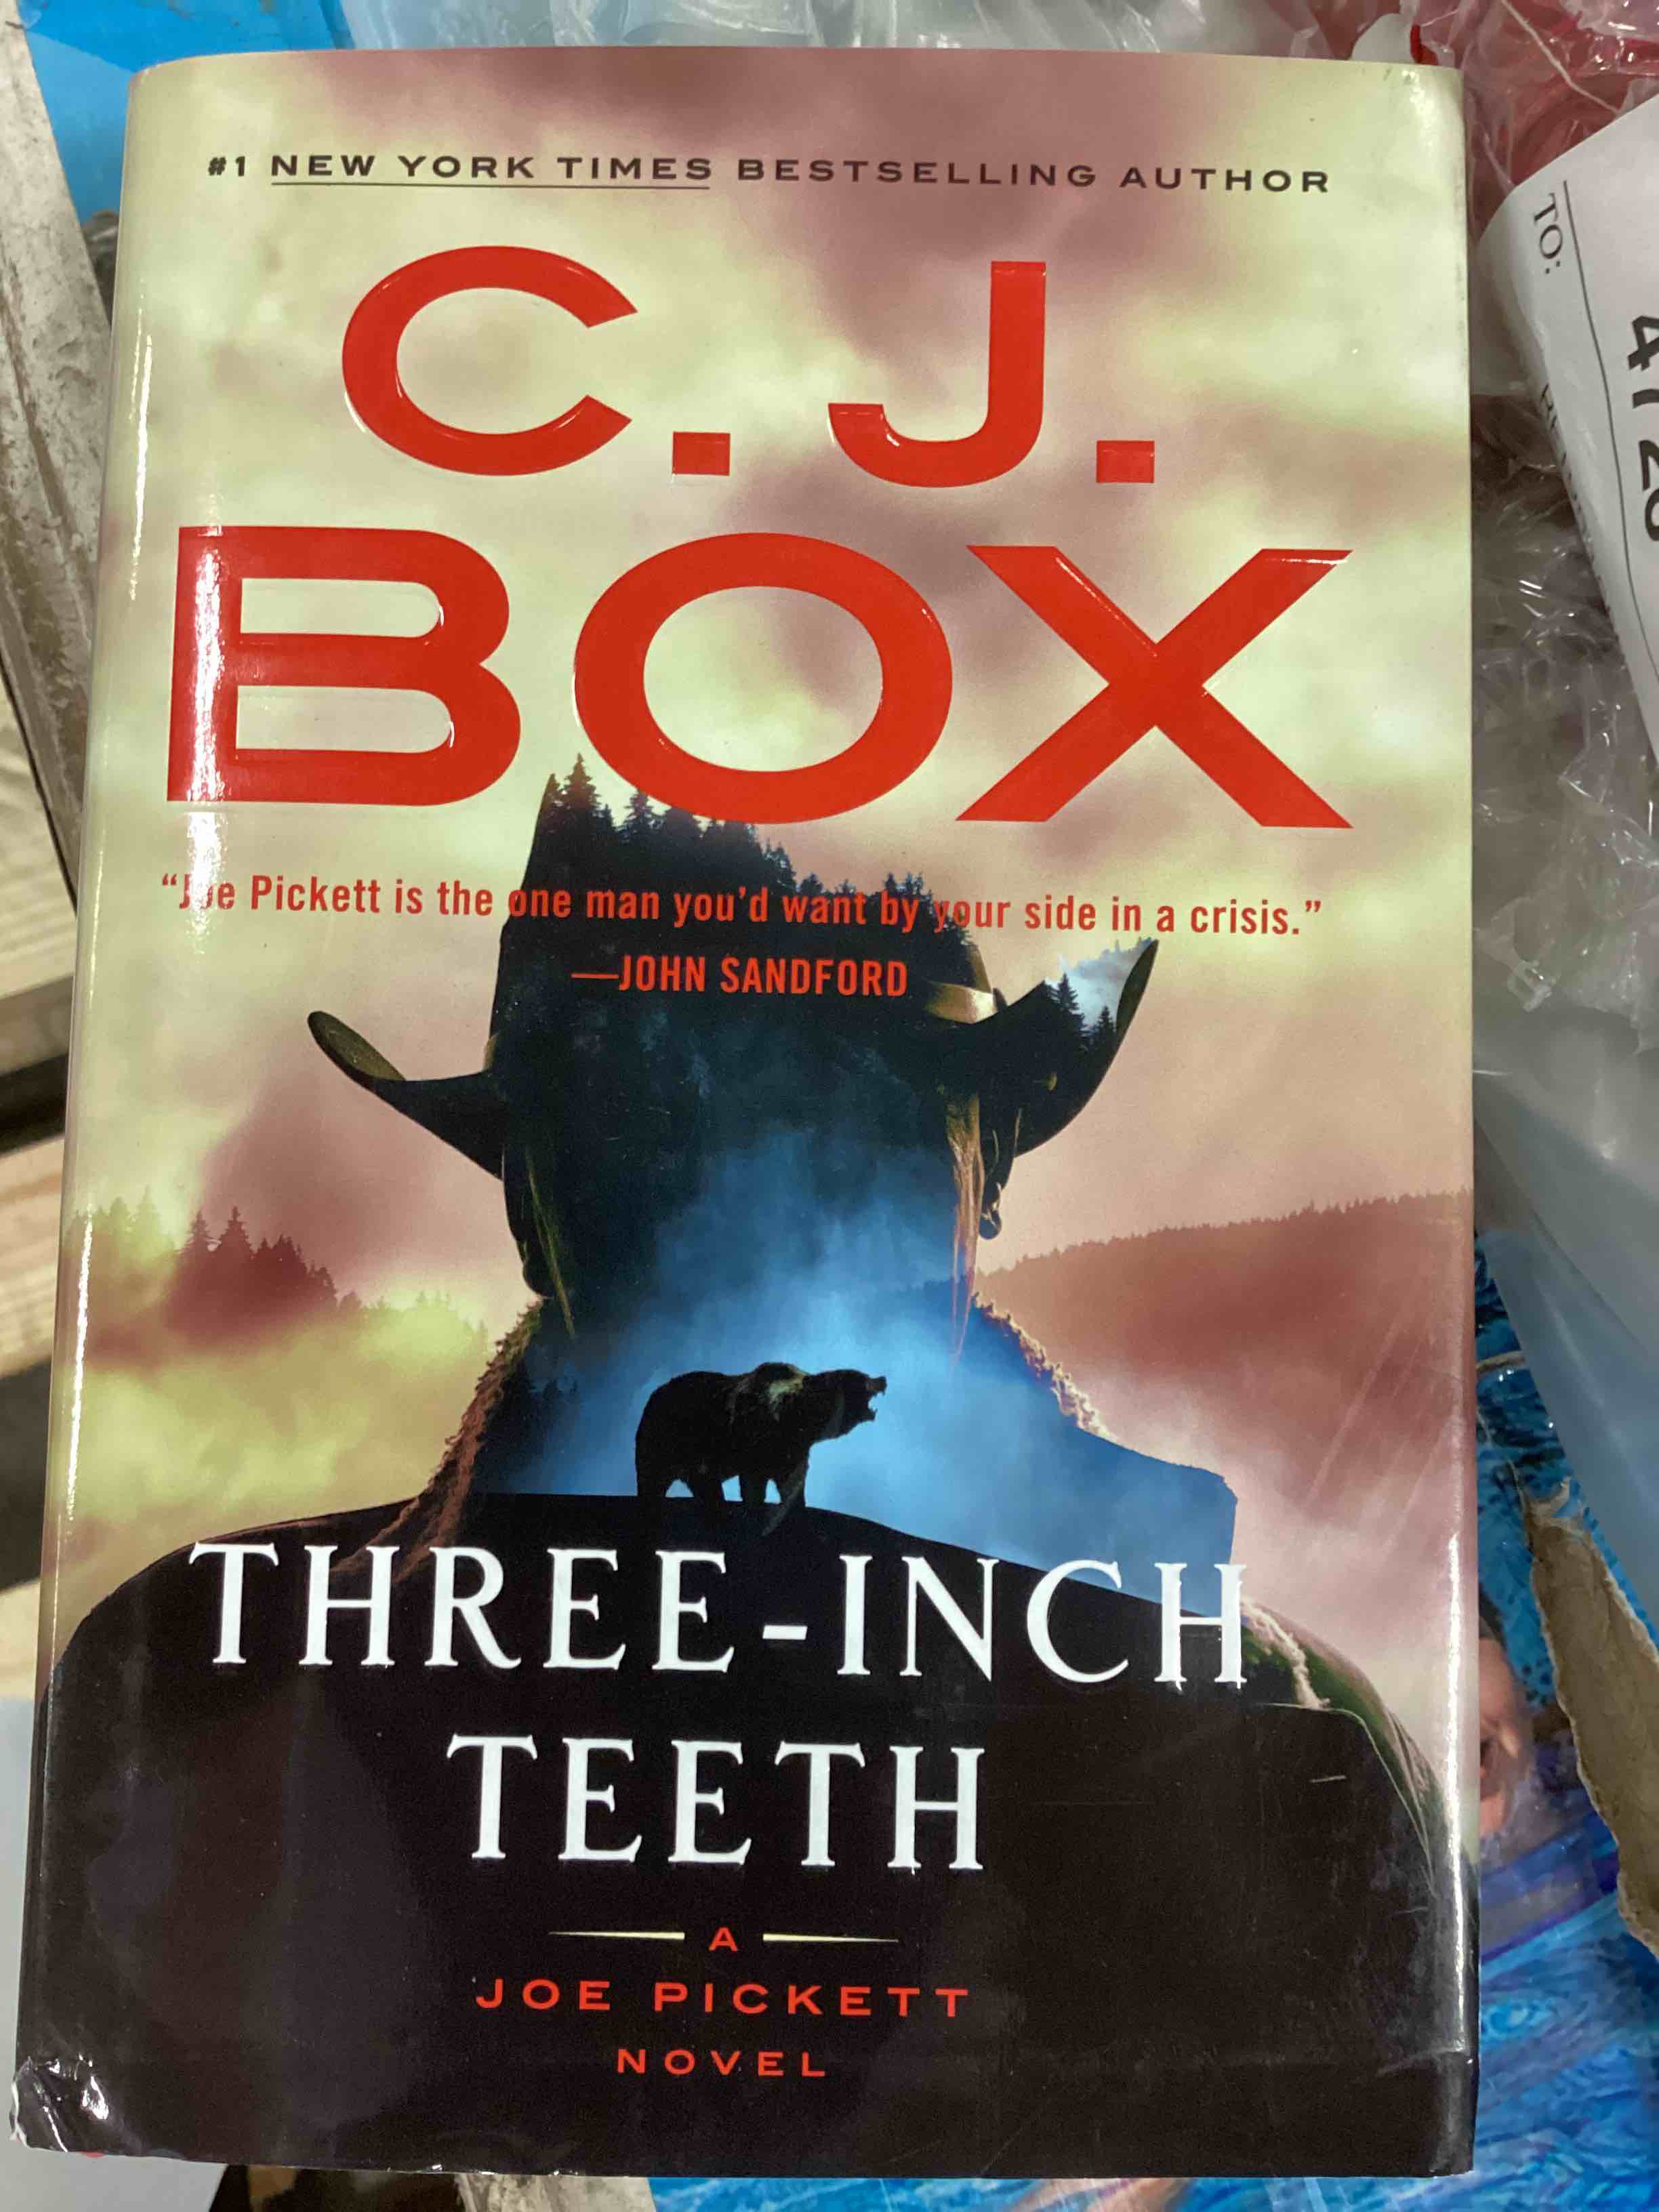 #1 NEW YORK TIMES BESTSELLING AUTHOR
C. J.
BOX
“Joe Pickett is the one man you’d want by your side in a crisis.”
—JOHN SANDFORD
THREE-INCH
TEETH
A
JOE PICKETT
NOVEL
TO: